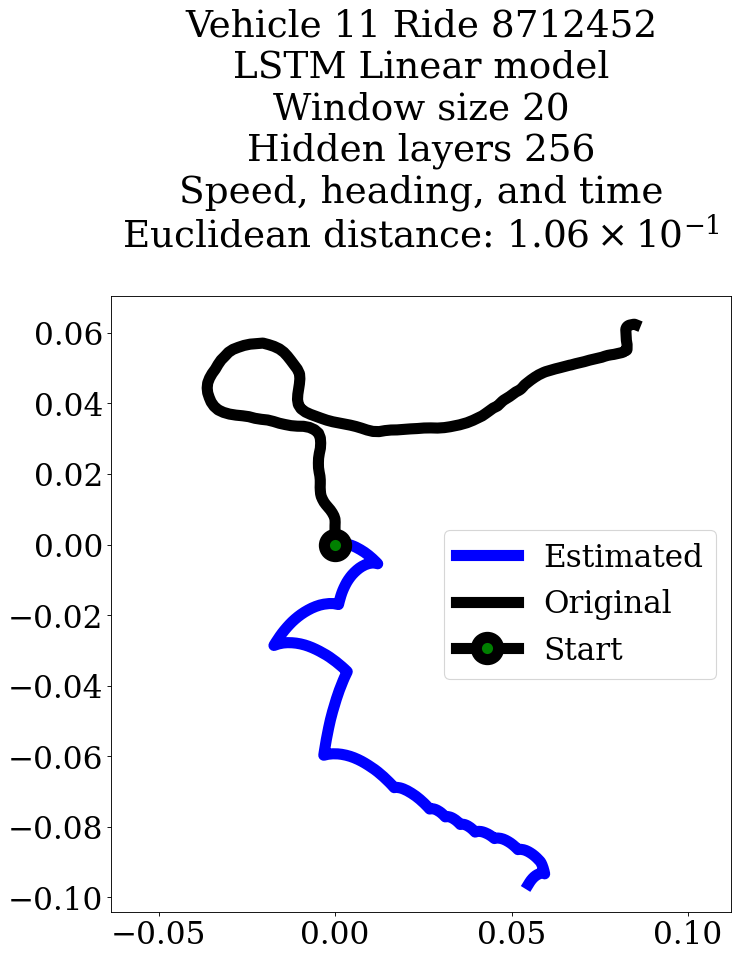 Vehicle 11 Ride 8712452
LSTM Linear model
Window size 20
Hidden layers 256
Speed, heading, and time
Euclidean distance: 1.06 × 10⁻¹
0.06
0.04
0.02
0.00
−0.02
−0.04
−0.06
−0.08
−0.10
Estimated
Original
Start
−0.05 0.00 0.05 0.10